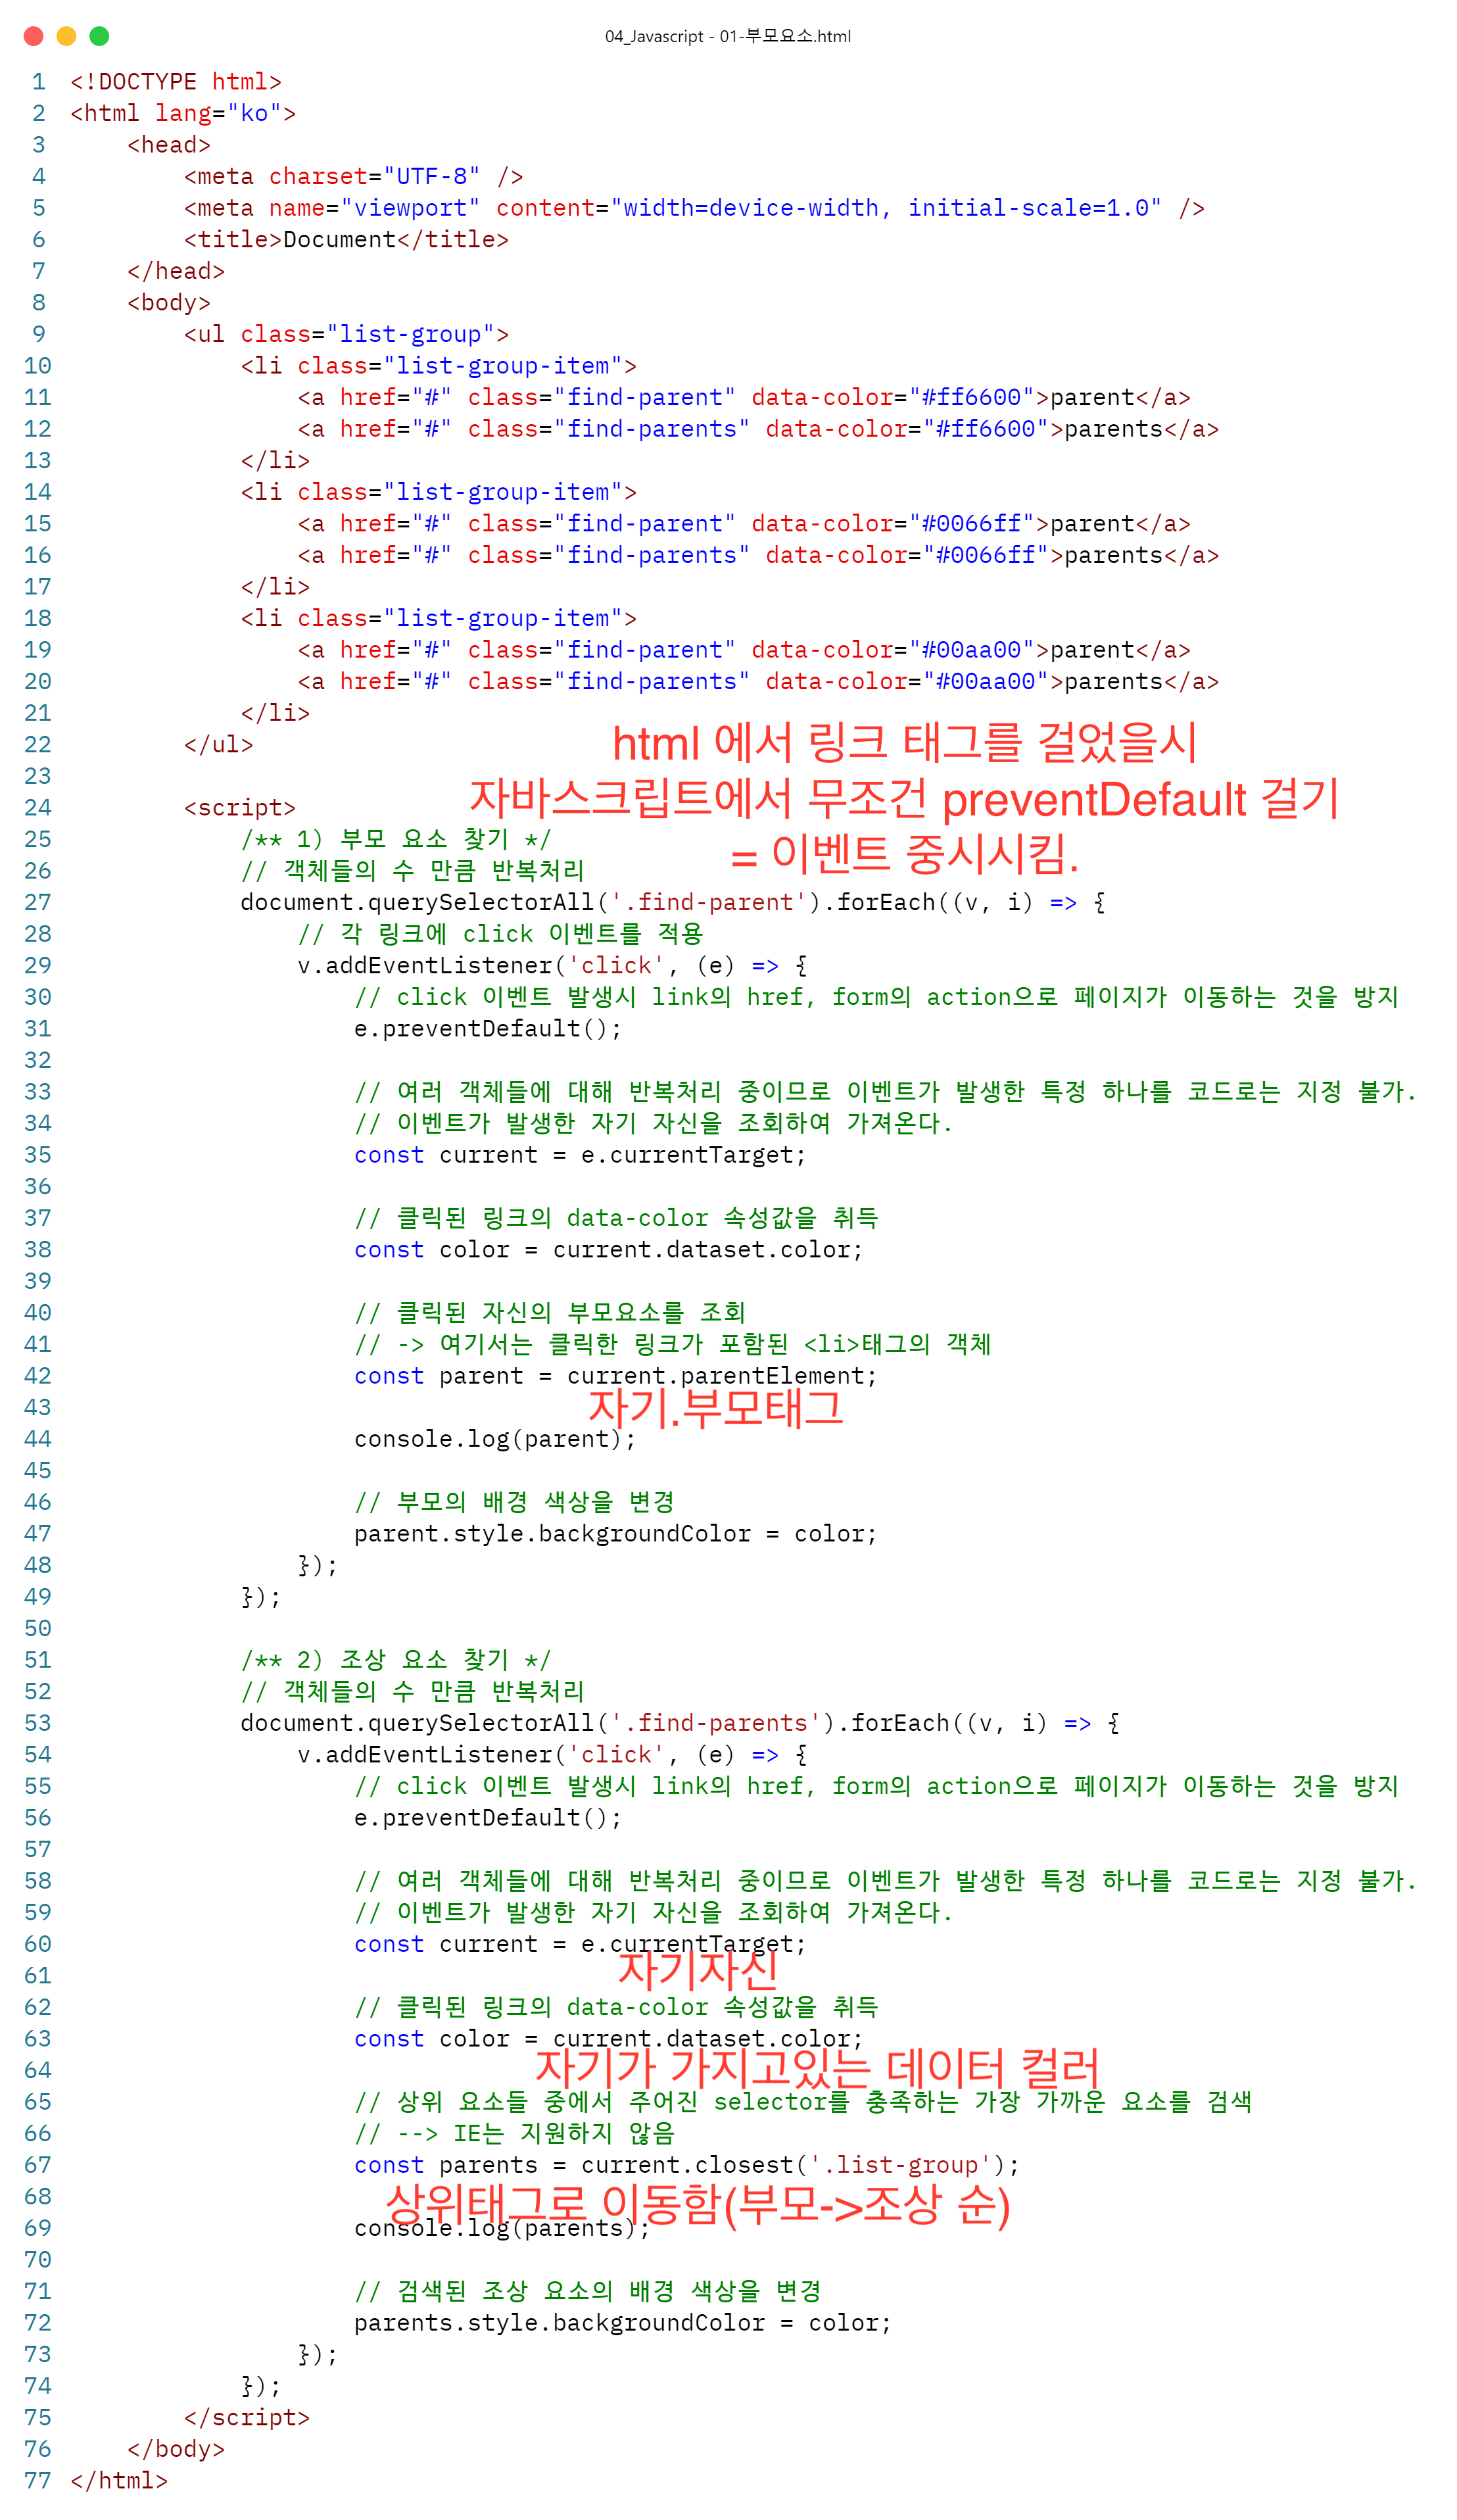 04_Javascript - 01-부모요소.html
1 <!DOCTYPE html>
2 <html lang="ko">
3     <head>
4         <meta charset="UTF-8" />
5         <meta name="viewport" content="width=device-width, initial-scale=1.0" />
6         <title>Document</title>
7     </head>
8     <body>
9         <ul class="list-group">
10             <li class="list-group-item">
11                 <a href="#" class="find-parent" data-color="#ff6600">parent</a>
12                 <a href="#" class="find-parents" data-color="#ff6600">parents</a>
13             </li>
14             <li class="list-group-item">
15                 <a href="#" class="find-parent" data-color="#0066ff">parent</a>
16                 <a href="#" class="find-parents" data-color="#0066ff">parents</a>
17             </li>
18             <li class="list-group-item">
19                 <a href="#" class="find-parent" data-color="#00aa00">parent</a>
20                 <a href="#" class="find-parents" data-color="#00aa00">parents</a>
21             </li>
22         </ul>
html 에서 링크 태그를 걸었을시
23
자바스크립트에서 무조건 preventDefault 걸기
24         <script>
25             /** 1) 부모 요소 찾기 */
= 이벤트 중시시킴.
26             // 객체들의 수 만큼 반복처리
27             document.querySelectorAll('.find-parent').forEach((v, i) => {
28                 // 각 링크에 click 이벤트를 적용
29                 v.addEventListener('click', (e) => {
30                     // click 이벤트 발생시 link의 href, form의 action으로 페이지가 이동하는 것을 방지
31                     e.preventDefault();
32
33                     // 여러 객체들에 대해 반복처리 중이므로 이벤트가 발생한 특정 하나를 코드로는 지정 불가.
34                     // 이벤트가 발생한 자기 자신을 조회하여 가져온다.
35                     const current = e.currentTarget;
36
37                     // 클릭된 링크의 data-color 속성값을 취득
38                     const color = current.dataset.color;
39
40                     // 클릭된 자신의 부모요소를 조회
41                     // -> 여기서는 클릭한 링크가 포함된 <li>태그의 객체
42                     const parent = current.parentElement;
43
자기.부모태그
44                     console.log(parent);
45
46                     // 부모의 배경 색상을 변경
47                     parent.style.backgroundColor = color;
48                 });
49             });
50
51             /** 2) 조상 요소 찾기 */
52             // 객체들의 수 만큼 반복처리
53             document.querySelectorAll('.find-parents').forEach((v, i) => {
54                 v.addEventListener('click', (e) => {
55                     // click 이벤트 발생시 link의 href, form의 action으로 페이지가 이동하는 것을 방지
56                     e.preventDefault();
57
58                     // 여러 객체들에 대해 반복처리 중이므로 이벤트가 발생한 특정 하나를 코드로는 지정 불가.
59                     // 이벤트가 발생한 자기 자신을 조회하여 가져온다.
60                     const current = e.currentTarget;
61
자기자신
62                     // 클릭된 링크의 data-color 속성값을 취득
63                     const color = current.dataset.color;
64
자기가 가지고있는 데이터 컬러
65                     // 상위 요소들 중에서 주어진 selector를 충족하는 가장 가까운 요소를 검색
66                     // --> IE는 지원하지 않음
67                     const parents = current.closest('.list-group');
68
상위태그로 이동함(부모->조상 순)
69                     console.log(parents);
70
71                     // 검색된 조상 요소의 배경 색상을 변경
72                     parents.style.backgroundColor = color;
73                 });
74             });
75         </script>
76     </body>
77 </html>